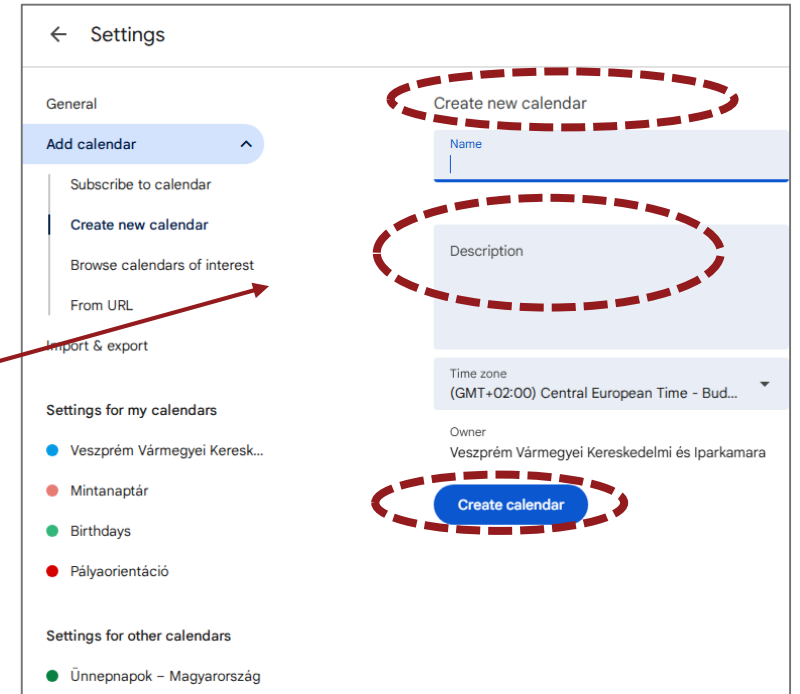 ← Settings
General
Add calendar
Subscribe to calendar
Create new calendar
Browse calendars of interest
From URL
Import & export
Settings for my calendars
Veszprém Vármegyei Keresk...
Mintanaptár
Birthdays
Pályaorientáció
Settings for other calendars
Ünnepnapok – Magyarország
Create new calendar
Name
Description
Time zone
(GMT+02:00) Central European Time - Bud...
Owner
Veszprém Vármegyei Kereskedelmi és Iparkamara
Create calendar